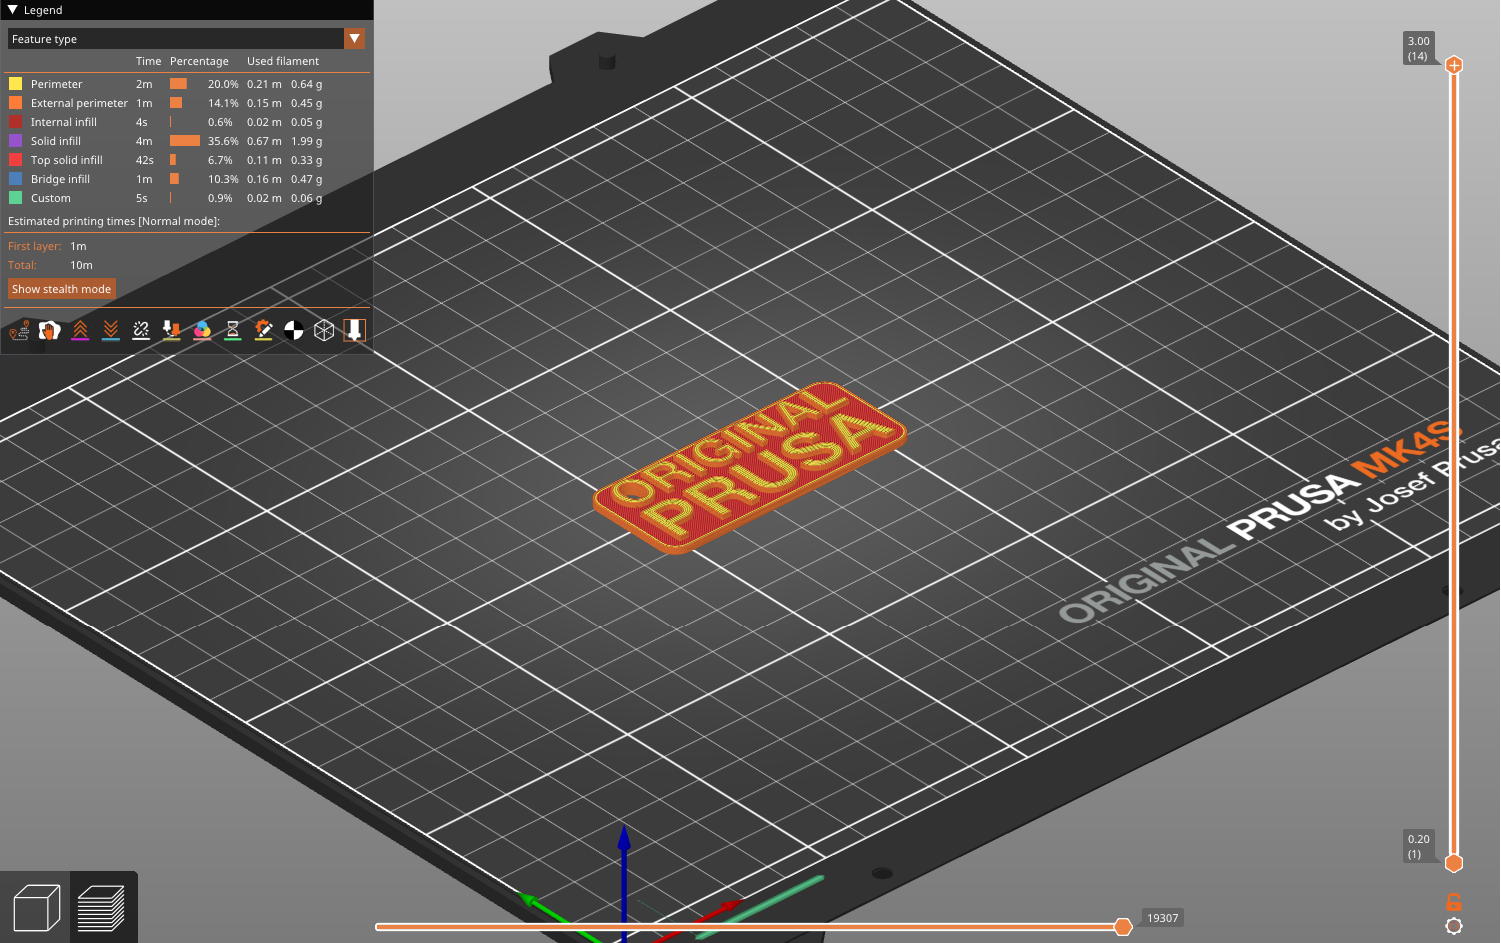 Legend
Feature type
Time Percentage Used filament
Perimeter 2m 20.0% 0.21 m 0.64 g
External perimeter 1m 14.1% 0.15 m 0.45 g
Internal infill 4s 0.6% 0.02 m 0.05 g
Solid infill 4m 35.6% 0.67 m 1.99 g
Top solid infill 42s 6.7% 0.11 m 0.33 g
Bridge infill 1m 10.3% 0.16 m 0.47 g
Custom 5s 0.9% 0.02 m 0.06 g
Estimated printing times [Normal mode]:
First layer: 1m
Total: 10m
Show stealth mode
3.00
(14)
ORIGINAL
PRUSA
ORIGINAL PRUSA MK4S
by Josef Prusa
0.20
(1)
19307